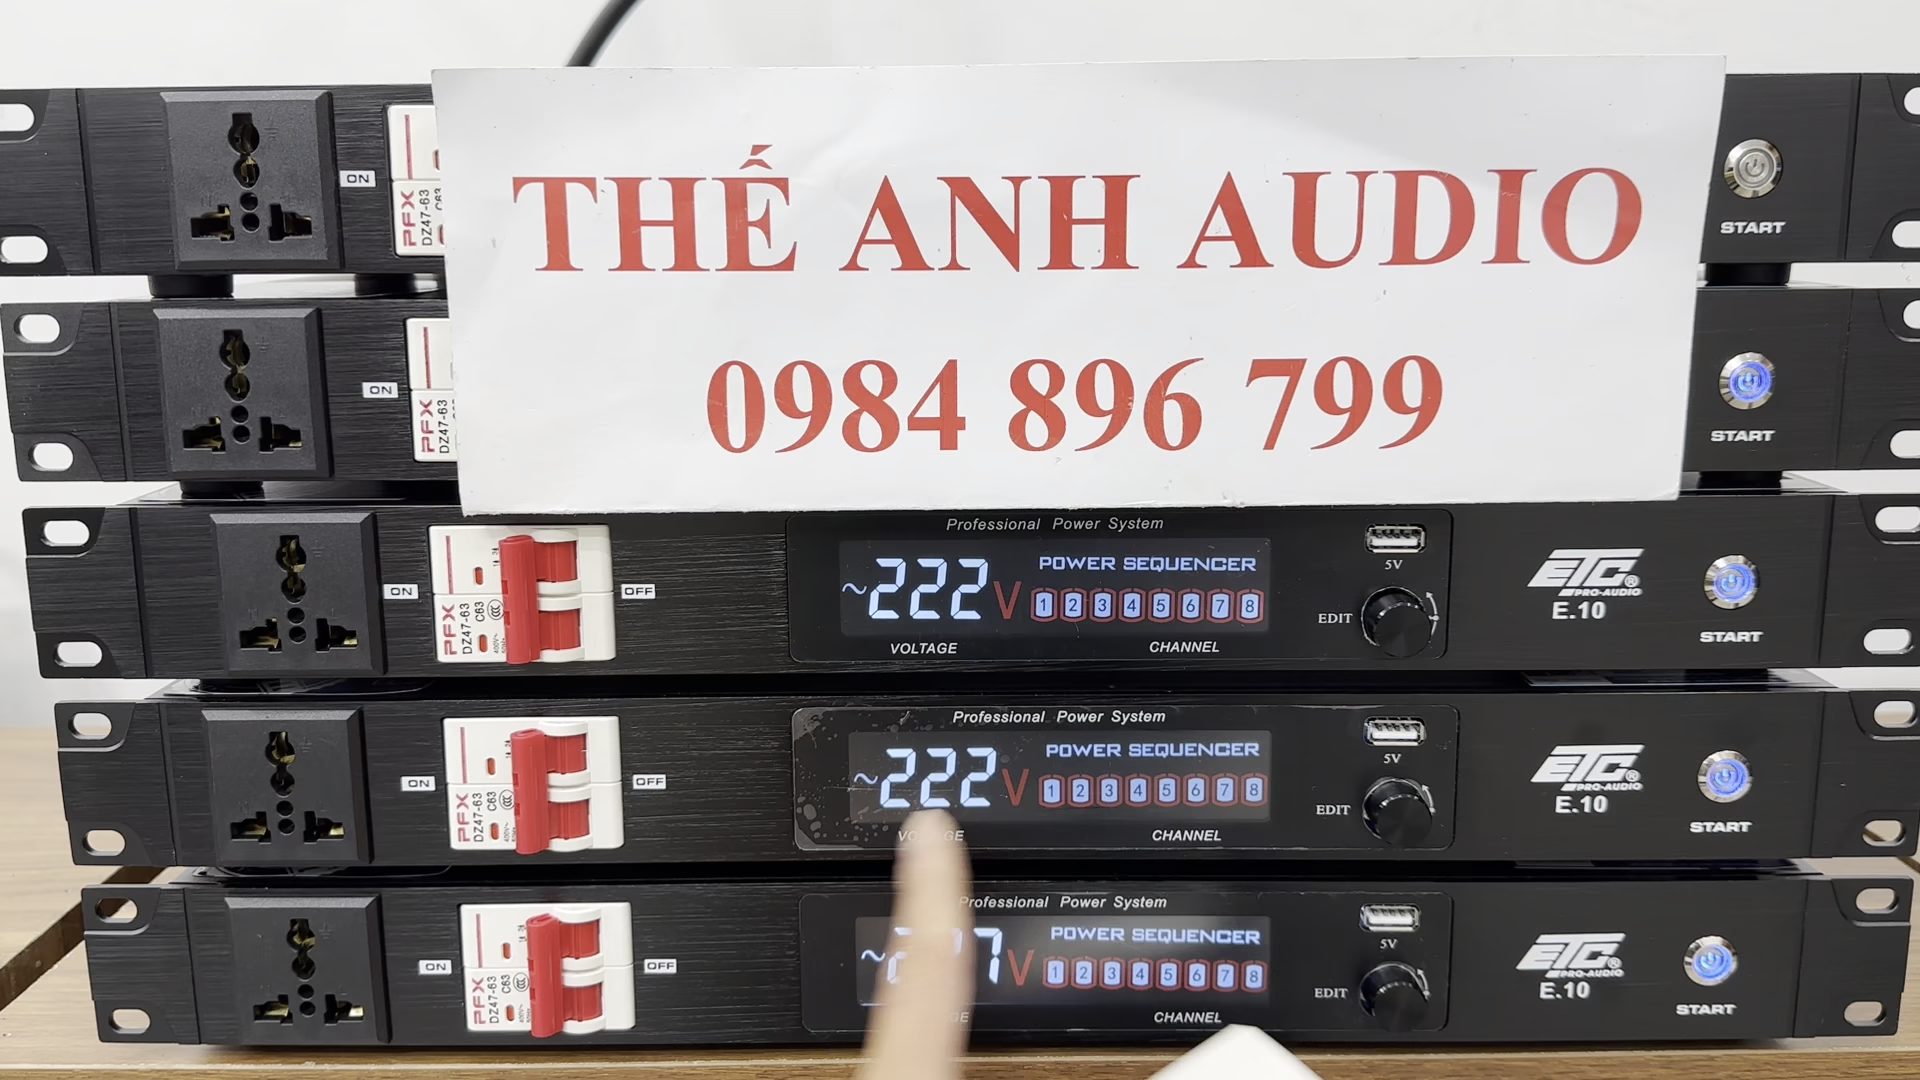 THẾ ANH AUDIO
0984 896 799
ON
PFX
DZ47-63
C63
START
ON
PFX
DZ47-63
START
Professional Power System
ON
PFX
DZ47-63
C63
OFF
~222V
POWER SEQUENCER
1 2 3 4 5 6 7 8
VOLTAGE
CHANNEL
5V
EDIT
ETC®
PRO-AUDIO
E.10
START
Professional Power System
ON
PFX
DZ47-63
C63
OFF
~222V
POWER SEQUENCER
1 2 3 4 5 6 7 8
CHANNEL
5V
EDIT
ETC®
PRO-AUDIO
E.10
START
Professional Power System
ON
PFX
DZ47-63
C63
OFF
V
POWER SEQUENCER
1 2 3 4 5 6 7 8
CHANNEL
5V
EDIT
ETC®
PRO-AUDIO
E.10
START